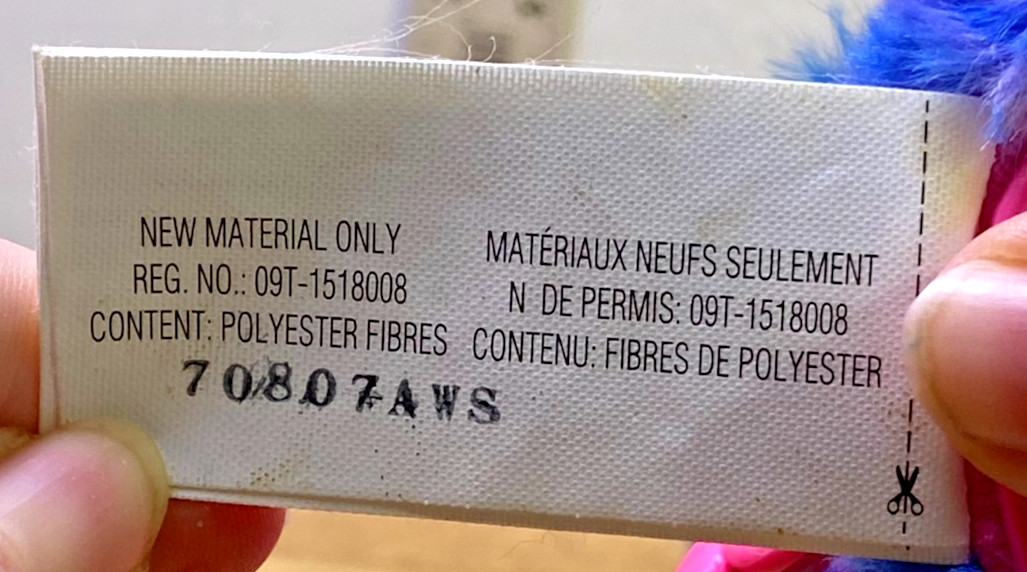 NEW MATERIAL ONLY
REG. NO.: 09T-1518008
CONTENT: POLYESTER FIBRES
MATÉRIAUX NEUFS SEULEMENT
N DE PERMIS: 09T-1518008
CONTENU: FIBRES DE POLYESTER
70807AWS